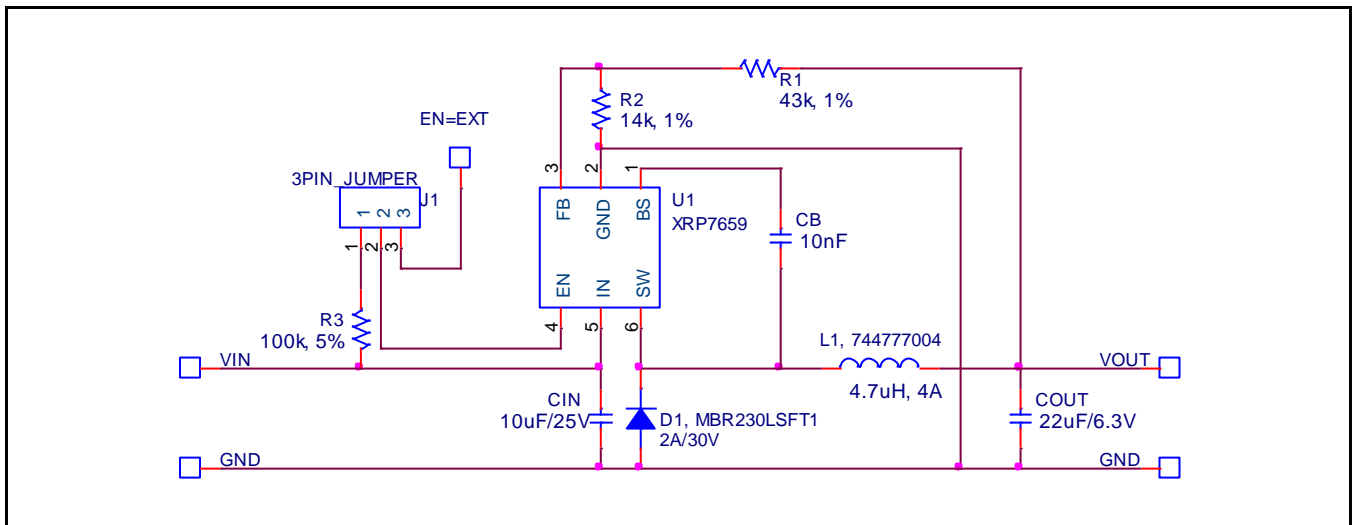 R1
43k, 1%
R2
14k, 1%
EN=EXT
3PIN_JUMPER
J1
1
2
3
1
2
3
3
2
1
FB
GND
BS
U1
XRP7659
CB
10nF
EN
IN
SW
4
5
6
R3
100k, 5%
L1, 744777004
4.7uH, 4A
VIN
VOUT
CIN
10uF/25V
D1, MBR230LSFT1
2A/30V
COUT
22uF/6.3V
GND
GND